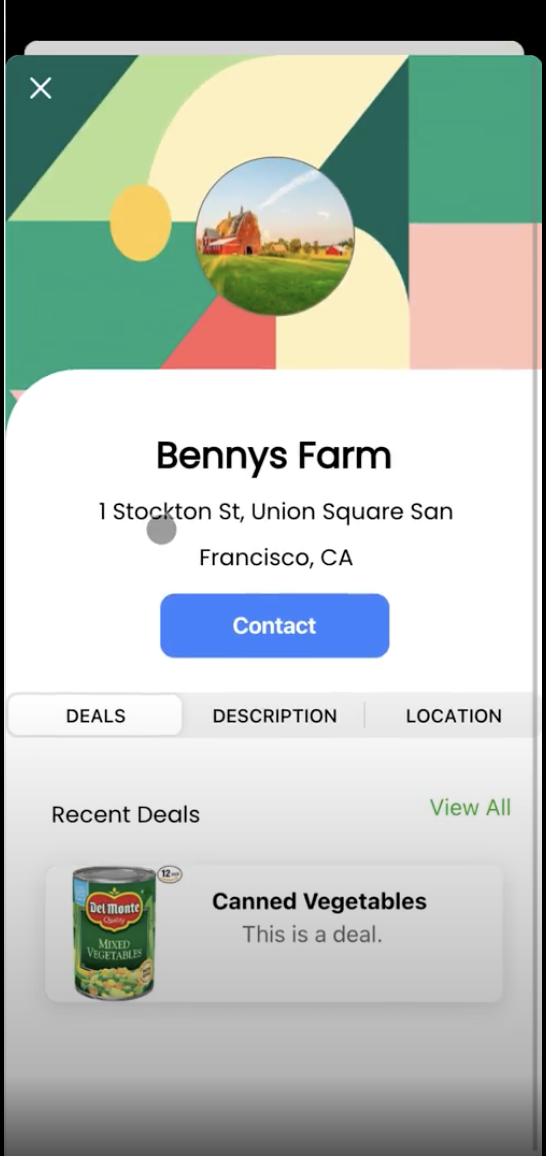 Bennys Farm
1 Stockton St, Union Square San
Francisco, CA
Contact
DEALS
DESCRIPTION
LOCATION
Recent Deals
View All
12
Del Monte
Quality
MIXED
VEGETABLES
Canned Vegetables
This is a deal.